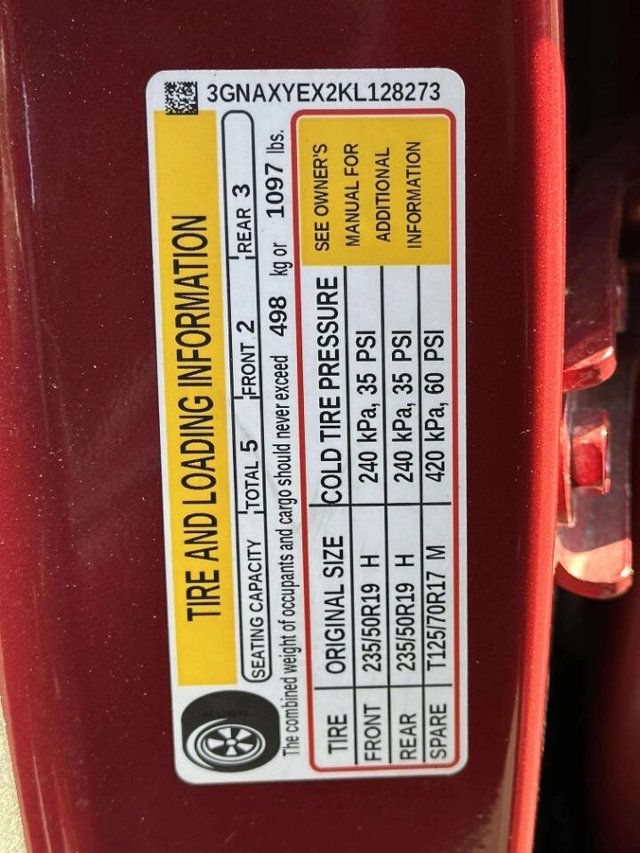 3GNAXYEX2KL128273
TIRE AND LOADING INFORMATION
SEATING CAPACITY TOTAL 5 FRONT 2 REAR 3
The combined weight of occupants and cargo should never exceed 498 kg or 1097 lbs.
TIRE ORIGINAL SIZE COLD TIRE PRESSURE
FRONT 235/50R19 H 240 kPa, 35 PSI
REAR 235/50R19 H 240 kPa, 35 PSI
SPARE T125/70R17 M 420 kPa, 60 PSI
SEE OWNER'S
MANUAL FOR
ADDITIONAL
INFORMATION